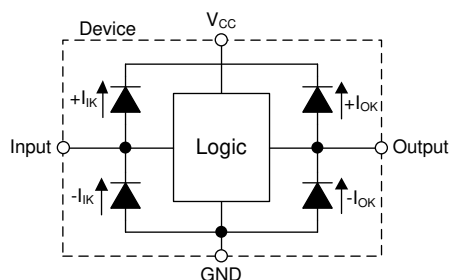 Device
VCC
+IIK
+IOK
Input
Logic
Output
-IIK
-IOK
GND